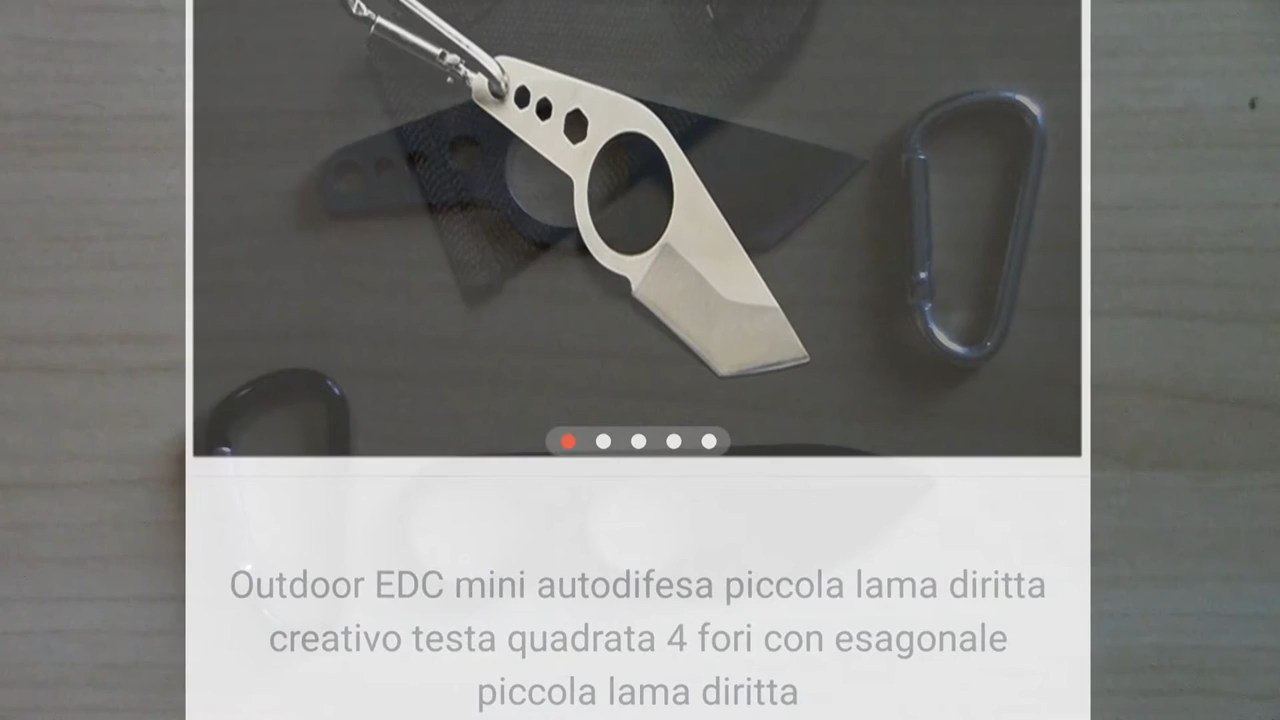 Outdoor EDC mini autodifesa piccola lama diritta
creativo testa quadrata 4 fori con esagonale
piccola lama diritta